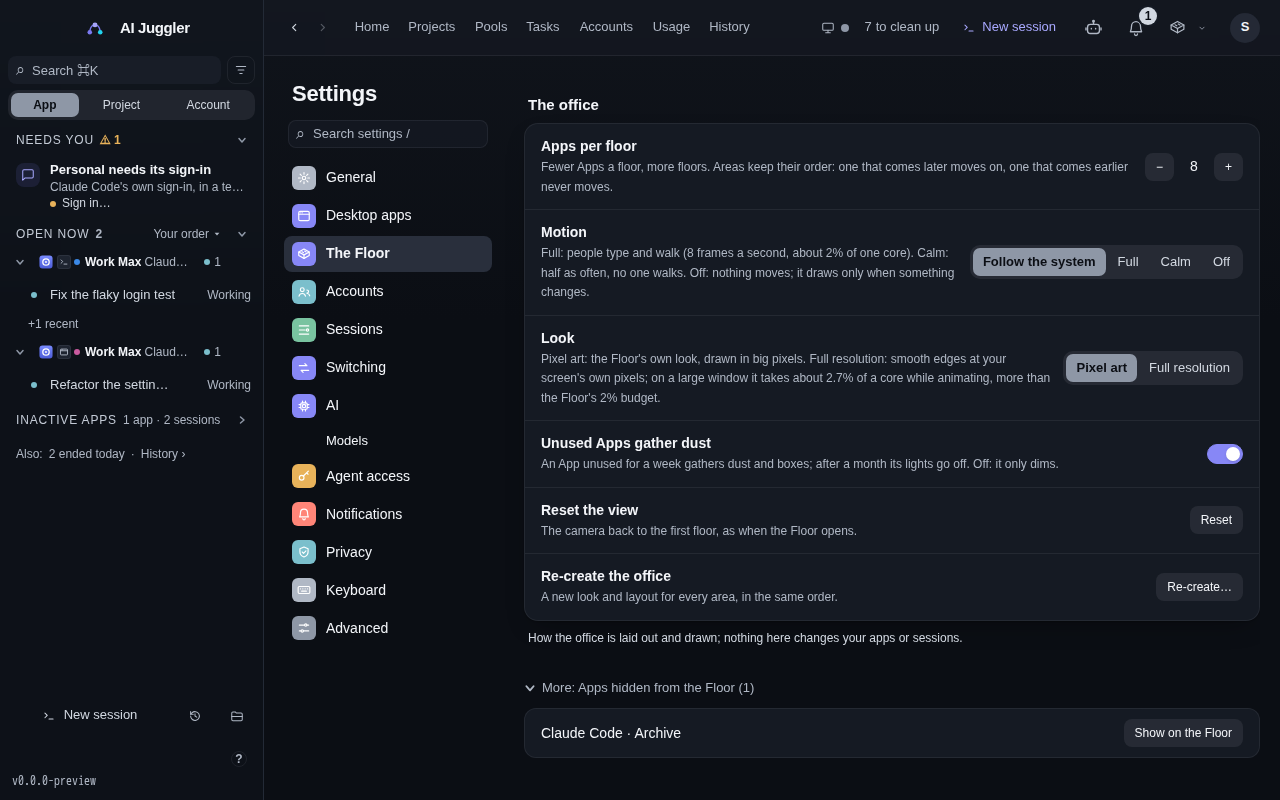 AI Juggler
Search ⌘K
App Project Account
NEEDS YOU 1
Personal needs its sign-in
Claude Code's own sign-in, in a te…
Sign in…
OPEN NOW 2 Your order
Work Max Claud… 1
Fix the flaky login test Working
+1 recent
Work Max Claud… 1
Refactor the settin… Working
INACTIVE APPS 1 app · 2 sessions
Also: 2 ended today · History ›
New session
?
v0.0.0-preview
Home Projects Pools Tasks Accounts Usage History
7 to clean up
New session
1
S
Settings
Search settings /
General
Desktop apps
The Floor
Accounts
Sessions
Switching
AI
Models
Agent access
Notifications
Privacy
Keyboard
Advanced
The office
Apps per floor
Fewer Apps a floor, more floors. Areas keep their order: one that comes later moves on, one that comes earlier
never moves.
− 8 +
Motion
Full: people type and walk (8 frames a second, about 2% of one core). Calm:
half as often, no one walks. Off: nothing moves; it draws only when something
changes.
Follow the system Full Calm Off
Look
Pixel art: the Floor's own look, drawn in big pixels. Full resolution: smooth edges at your
screen's own pixels; on a large window it takes about 2.7% of a core while animating, more than
the Floor's 2% budget.
Pixel art Full resolution
Unused Apps gather dust
An App unused for a week gathers dust and boxes; after a month its lights go off. Off: it only dims.
Reset the view
The camera back to the first floor, as when the Floor opens.
Reset
Re-create the office
A new look and layout for every area, in the same order.
Re-create…
How the office is laid out and drawn; nothing here changes your apps or sessions.
More: Apps hidden from the Floor (1)
Claude Code · Archive
Show on the Floor